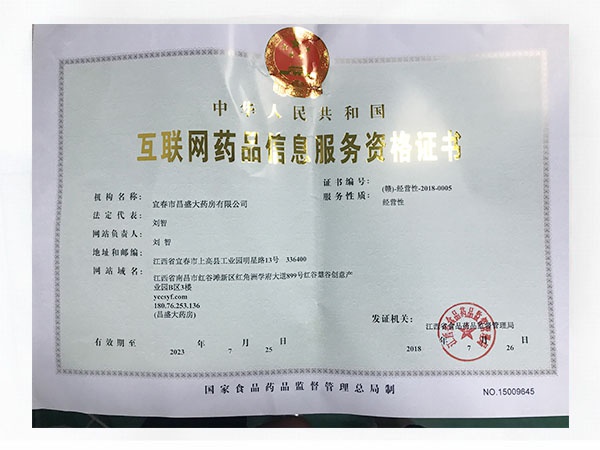 中华人民共和国
互联网药品信息服务资格证书
证书编号: (赣)-经营性-2018-0005
服务性质: 经营性
机构名称: 宜春市昌盛大药房有限公司
法定代表: 刘智
网站负责人: 刘 智
地址和邮编: 江西省宜春市上高县工业园明星路13号 336400
网站域名: 江西省南昌市红谷滩新区红角洲学府大道899号红谷慧谷创意产
业园B区3楼
yccsyf.com
180.76.253.136
(昌盛大药房)
发证机关: 江西省食品药品监督管理局
有效期至 2023 年 7 月 25 日
2018 年 7 月 26 日
国家食品药品监督管理总局制
NO.15009645